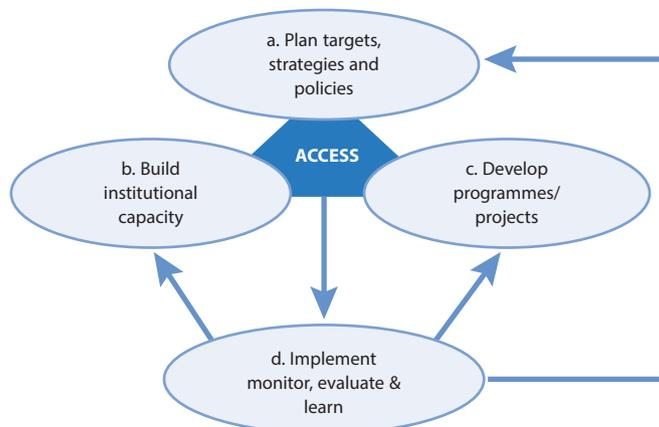 a. Plan targets,
strategies and
policies
ACCESS
b. Build
institutional
capacity
c. Develop
programmes/
projects
d. Implement
monitor, evaluate &
learn